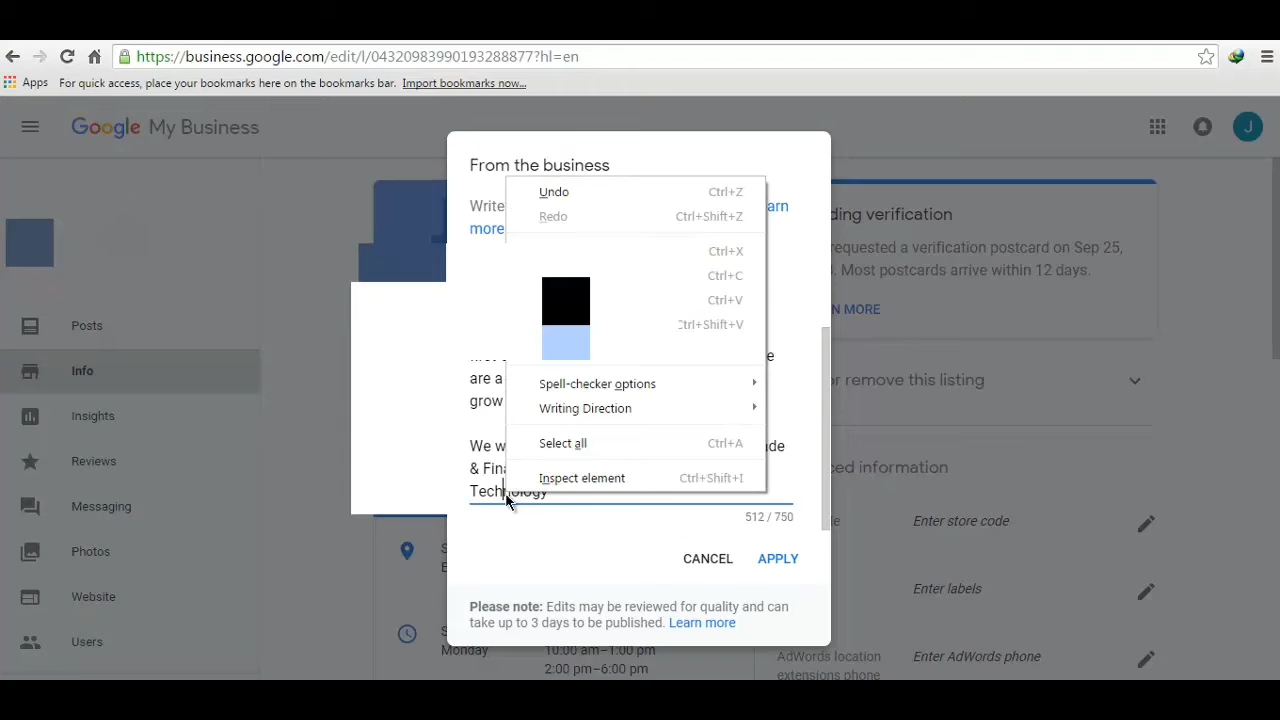 https://business.google.com/edit/l/04320983990193288877?hl=en
Apps For quick access, place your bookmarks here on the bookmarks bar. Import bookmarks now...
Google My Business
J
Posts
Info
Insights
Reviews
Messaging
Photos
Website
Users
From the business
Write
more
Undo Ctrl+Z
Redo Ctrl+Shift+Z
Ctrl+X
Ctrl+C
Ctrl+V
Ctrl+Shift+V
Spell-checker options
Writing Direction
Select all Ctrl+A
Inspect element Ctrl+Shift+I
are a
grow
We w
& Fina
Technology
512 / 750
CANCEL APPLY
Please note: Edits may be reviewed for quality and can
take up to 3 days to be published. Learn more
Monday 10:00 am–1:00 pm
2:00 pm–6:00 pm
verification
requested a verification postcard on Sep 25,
Most postcards arrive within 12 days.
MORE
or remove this listing
information
Enter store code
Enter labels
AdWords location
extensions phone
Enter AdWords phone